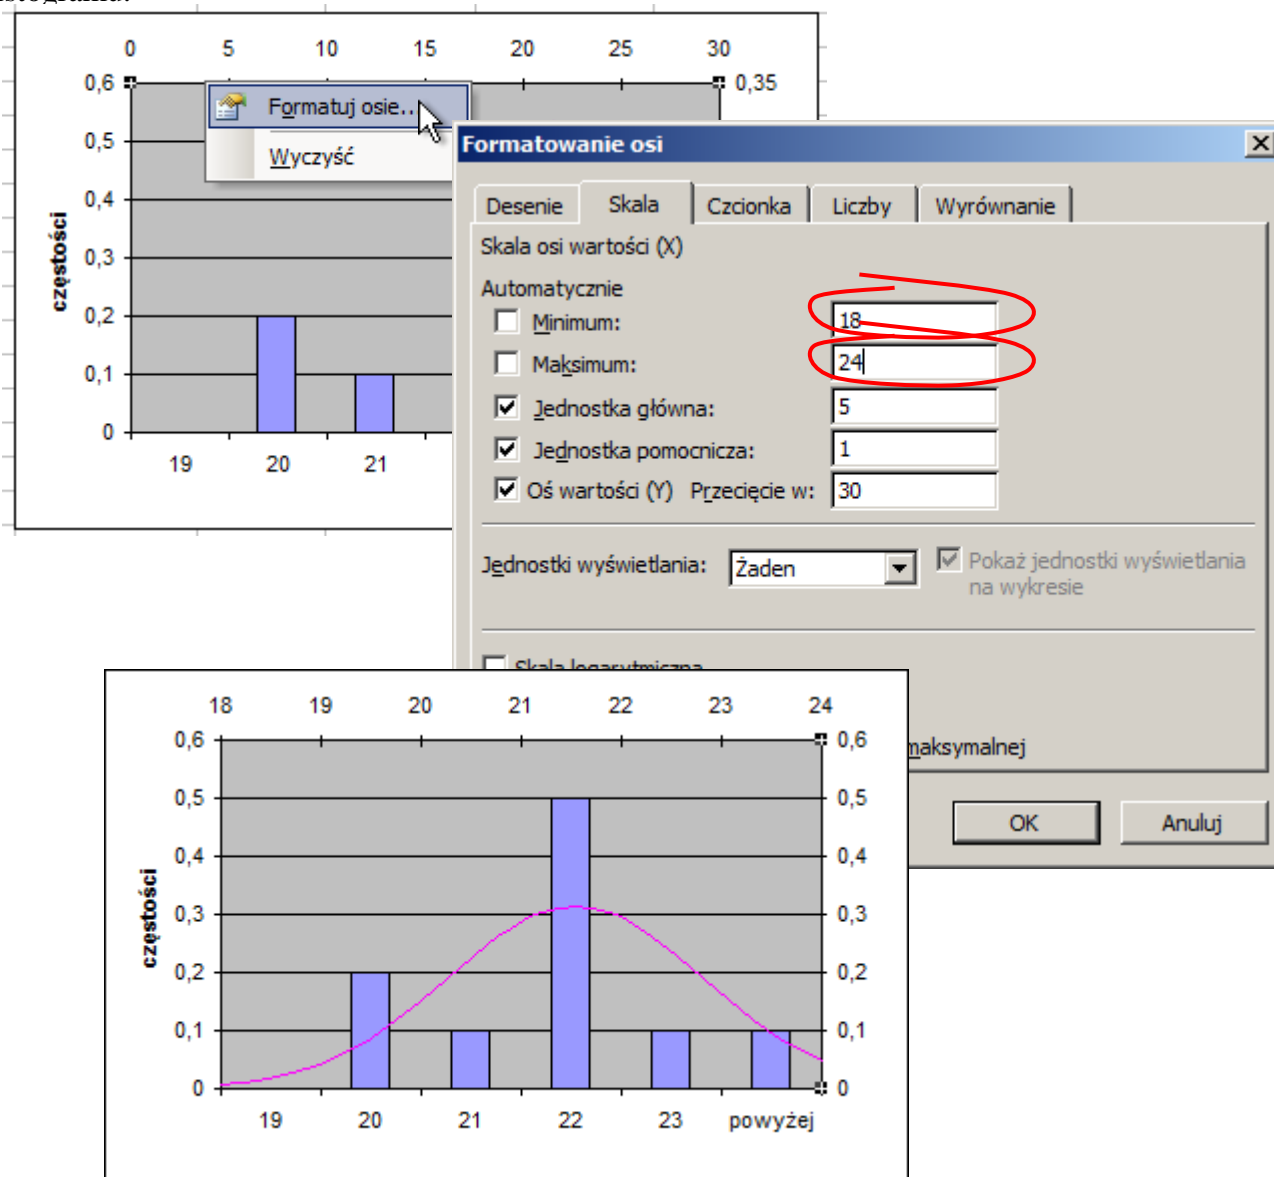 0 5 10 15 20 25 30
0,6 0,35
Formatuj osie...
0,5
Wyczyść
0,4
0,3
0,2
0,1
0
częstości
19 20 21
Formatowanie osi
Desenie Skala Czcionka Liczby Wyrównanie
Skala osi wartości (X)
Automatycznie
Minimum: 18
Maksimum: 24
Jednostka główna: 5
Jednostka pomocnicza: 1
Oś wartości (Y) Przecięcie w: 30
Jednostki wyświetlania: Żaden
Pokaż jednostki wyświetlania
na wykresie
Skala logarytmiczna
maksymalnej
OK Anuluj
18 19 20 21 22 23 24
0,6 0,6
0,5 0,5
0,4 0,4
0,3 0,3
0,2 0,2
0,1 0,1
0 0
częstości
19 20 21 22 23 powyżej